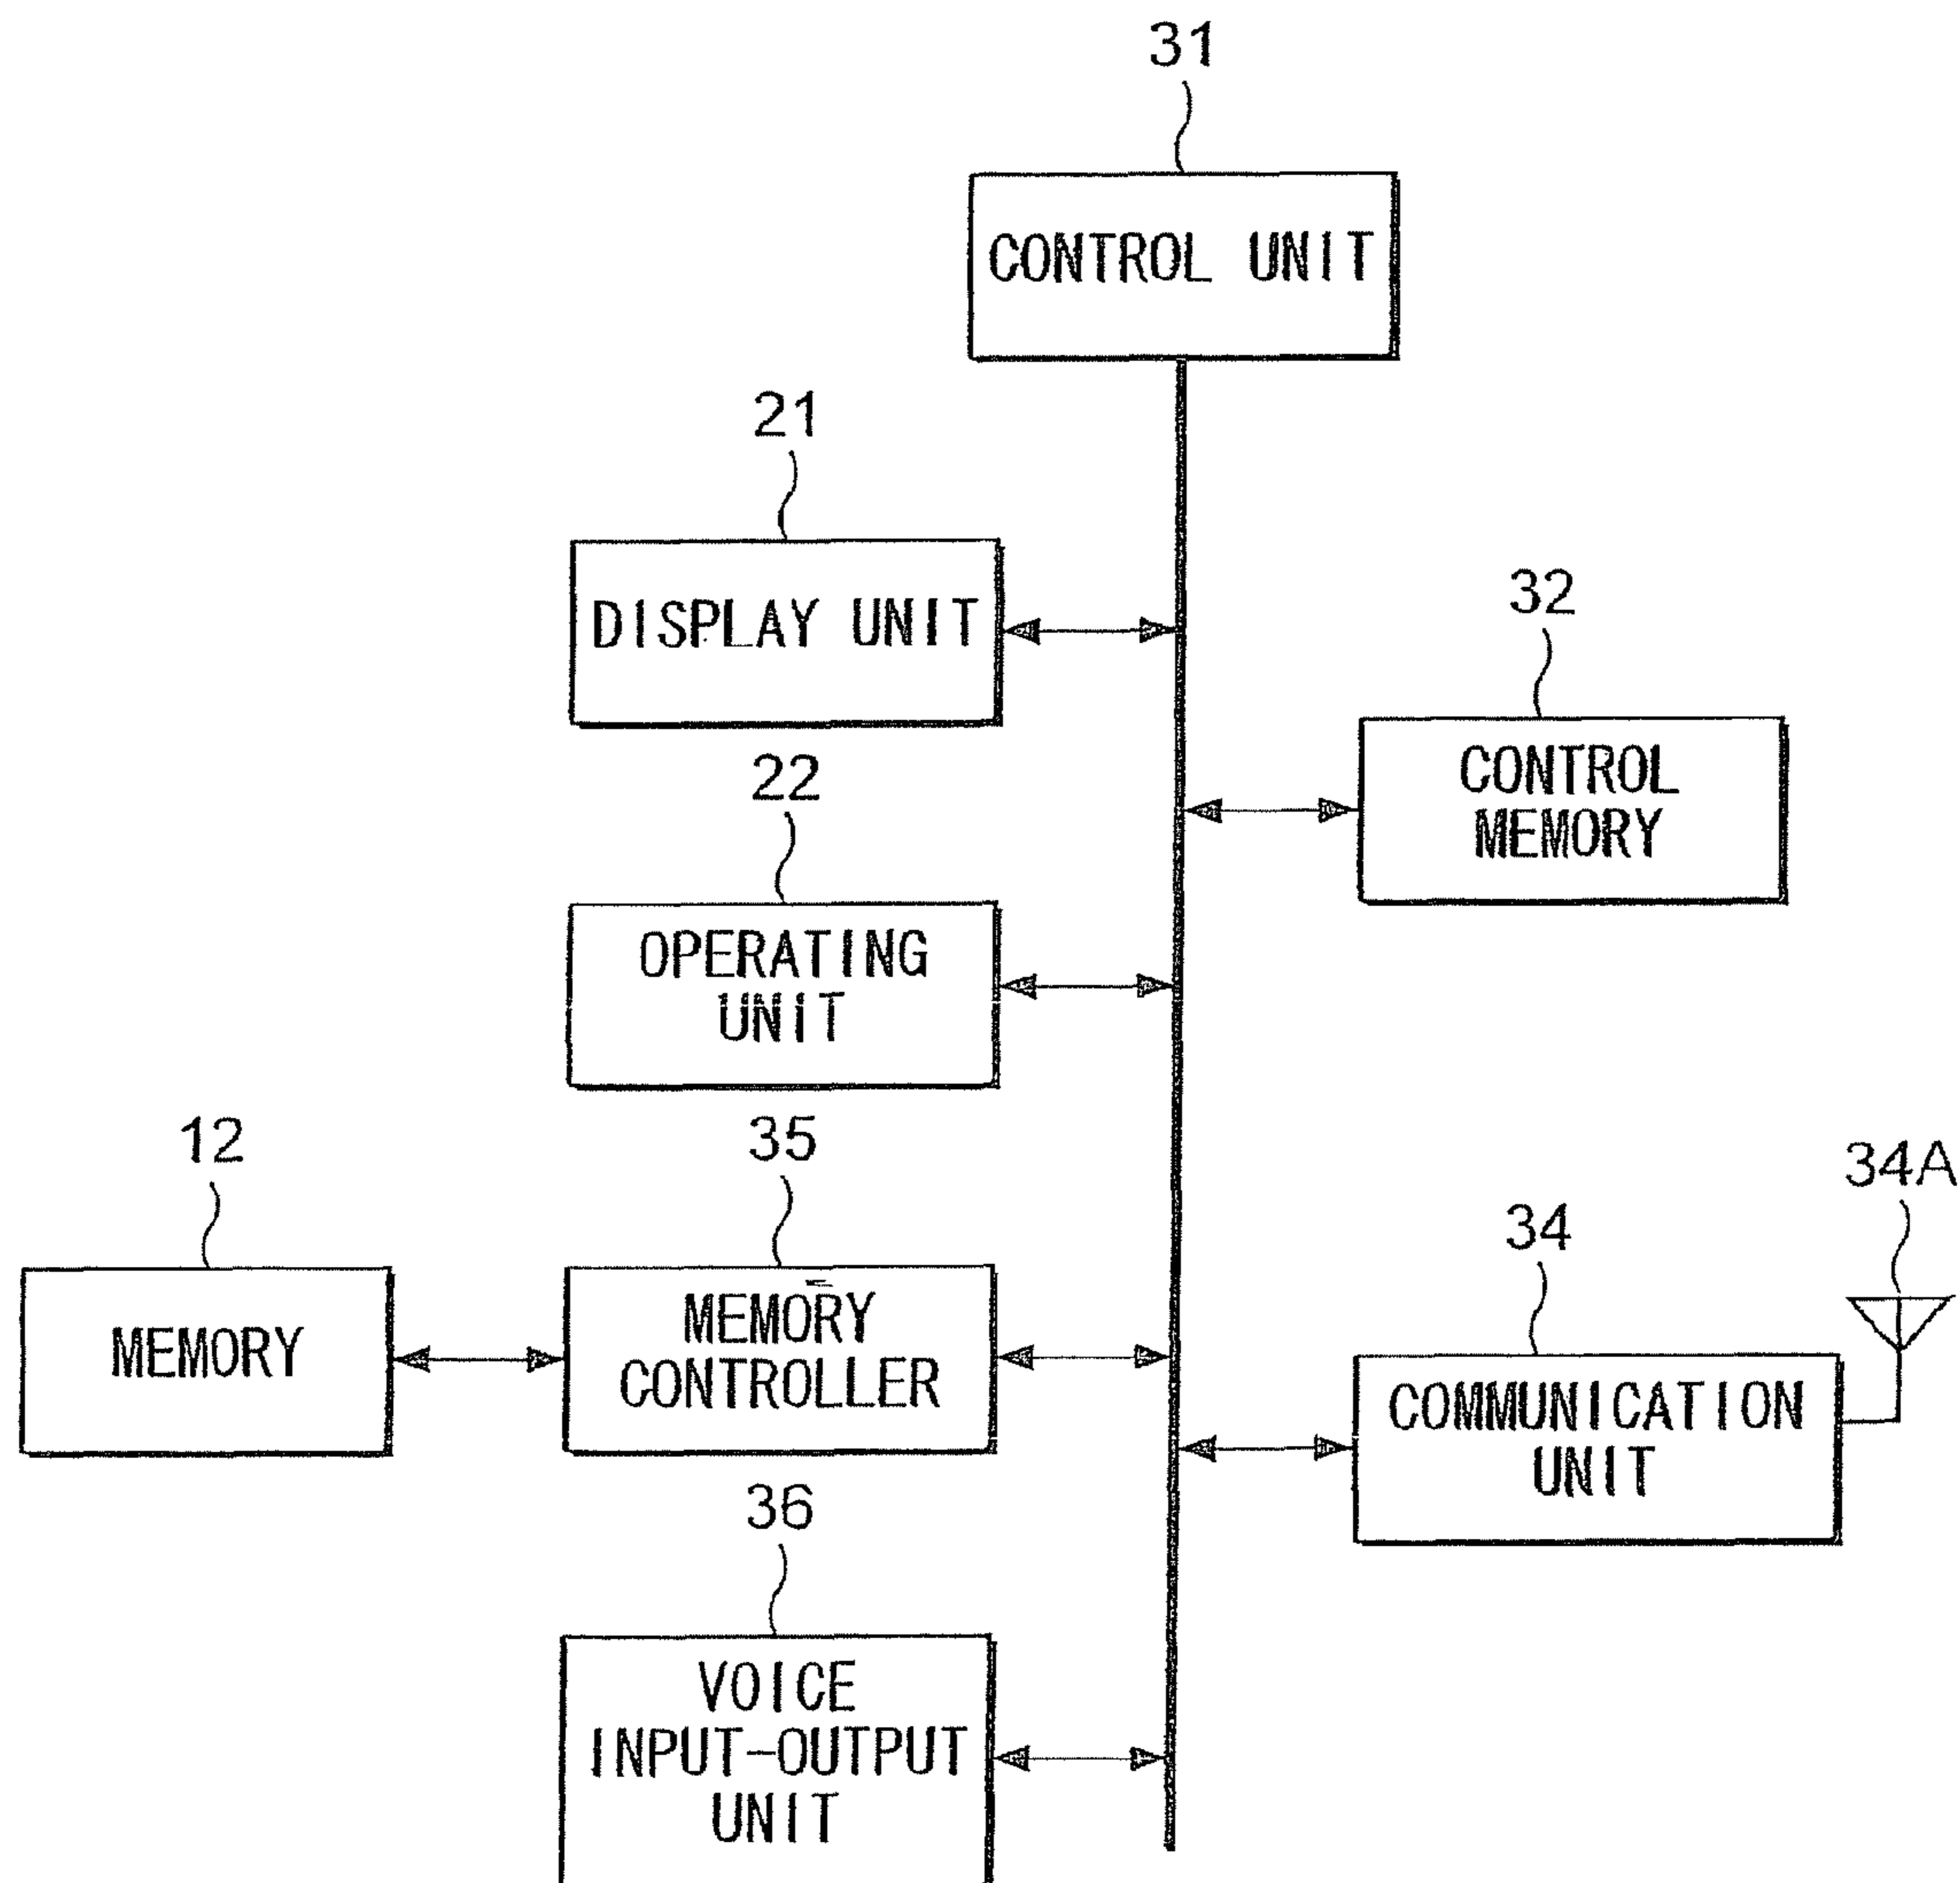 31
CONTROL UNIT
21
DISPLAY UNIT
32
CONTROL
MEMORY
22
OPERATING
UNIT
12
MEMORY
35
MEMORY
CONTROLLER
34A
34
COMMUNICATION
UNIT
36
VOICE
INPUT-OUTPUT
UNIT